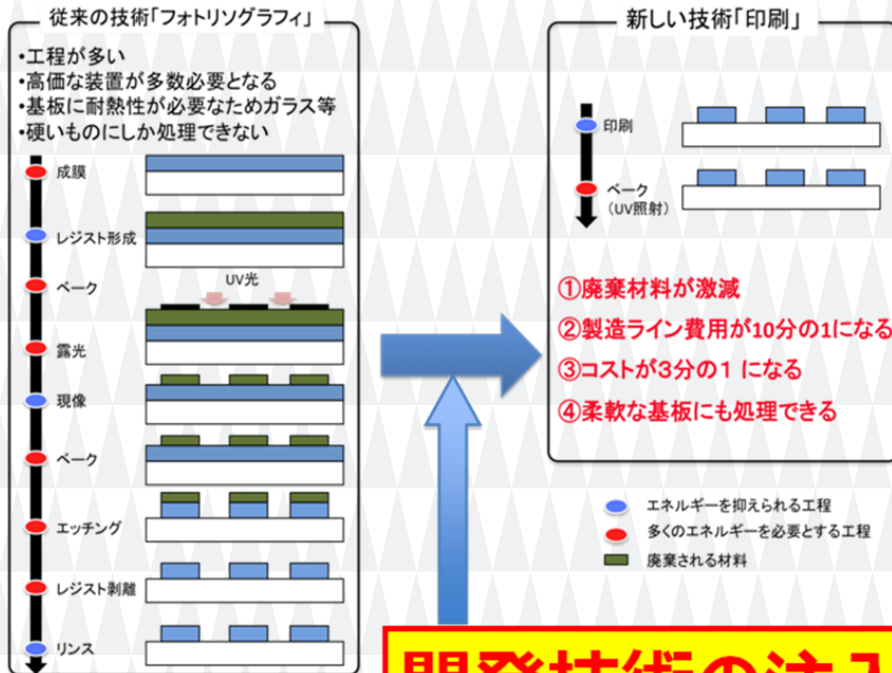 従来の技術「フォトリソグラフィ」
・工程が多い
・高価な装置が多数必要となる
・基板に耐熱性が必要なためガラス等
・硬いものにしか処理できない
成膜
レジスト形成
ベーク
UV光
露光
現像
ベーク
エッチング
レジスト剥離
リンス
新しい技術「印刷」
印刷
ベーク
(UV照射)
①廃棄材料が激減
②製造ライン費用が10分の1になる
③コストが3分の1 になる
④柔軟な基板にも処理できる
エネルギーを抑えられる工程
多くのエネルギーを必要とする工程
廃棄される材料
開発技術の注入